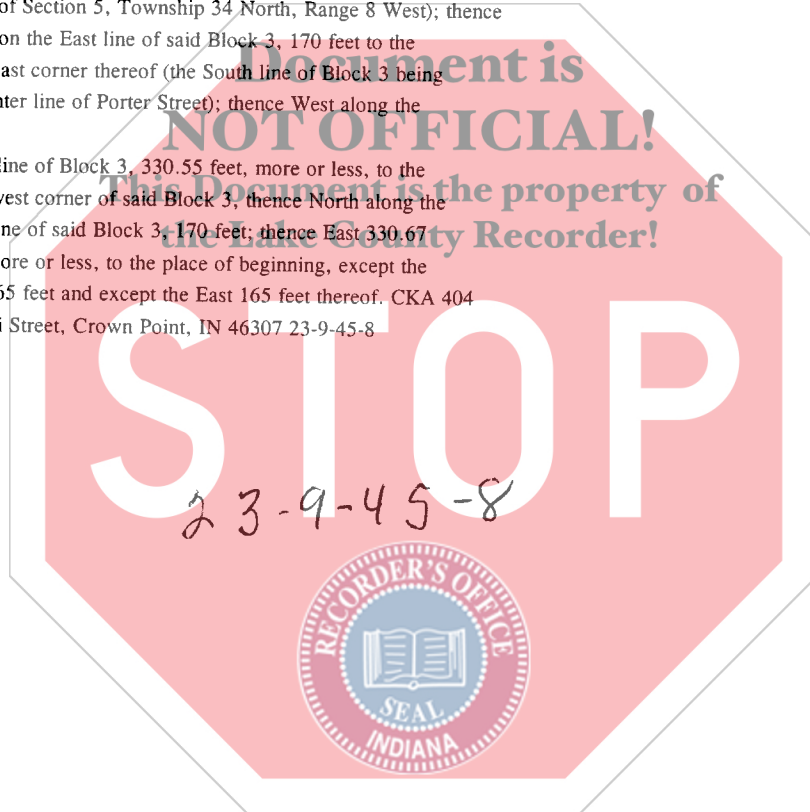 of Section 5, Township 34 North, Range 8 West); thence
on the East line of said Block 3, 170 feet to the
ast corner thereof (the South line of Block 3 being
nter line of Porter Street); thence West along the
line of Block 3, 330.55 feet, more or less, to the
vest corner of said Block 3, thence North along the
ne of said Block 3, 170 feet; thence East 330.67
ore or less, to the place of beginning, except the
65 feet and except the East 165 feet thereof. CKA 404
i Street, Crown Point, IN 46307 23-9-45-8
Document is
NOT OFFICIAL!
This Document is the property of
the Lake County Recorder!
STOP
23-9-45-8
RECORDER'S OFFICE
SEAL
INDIANA